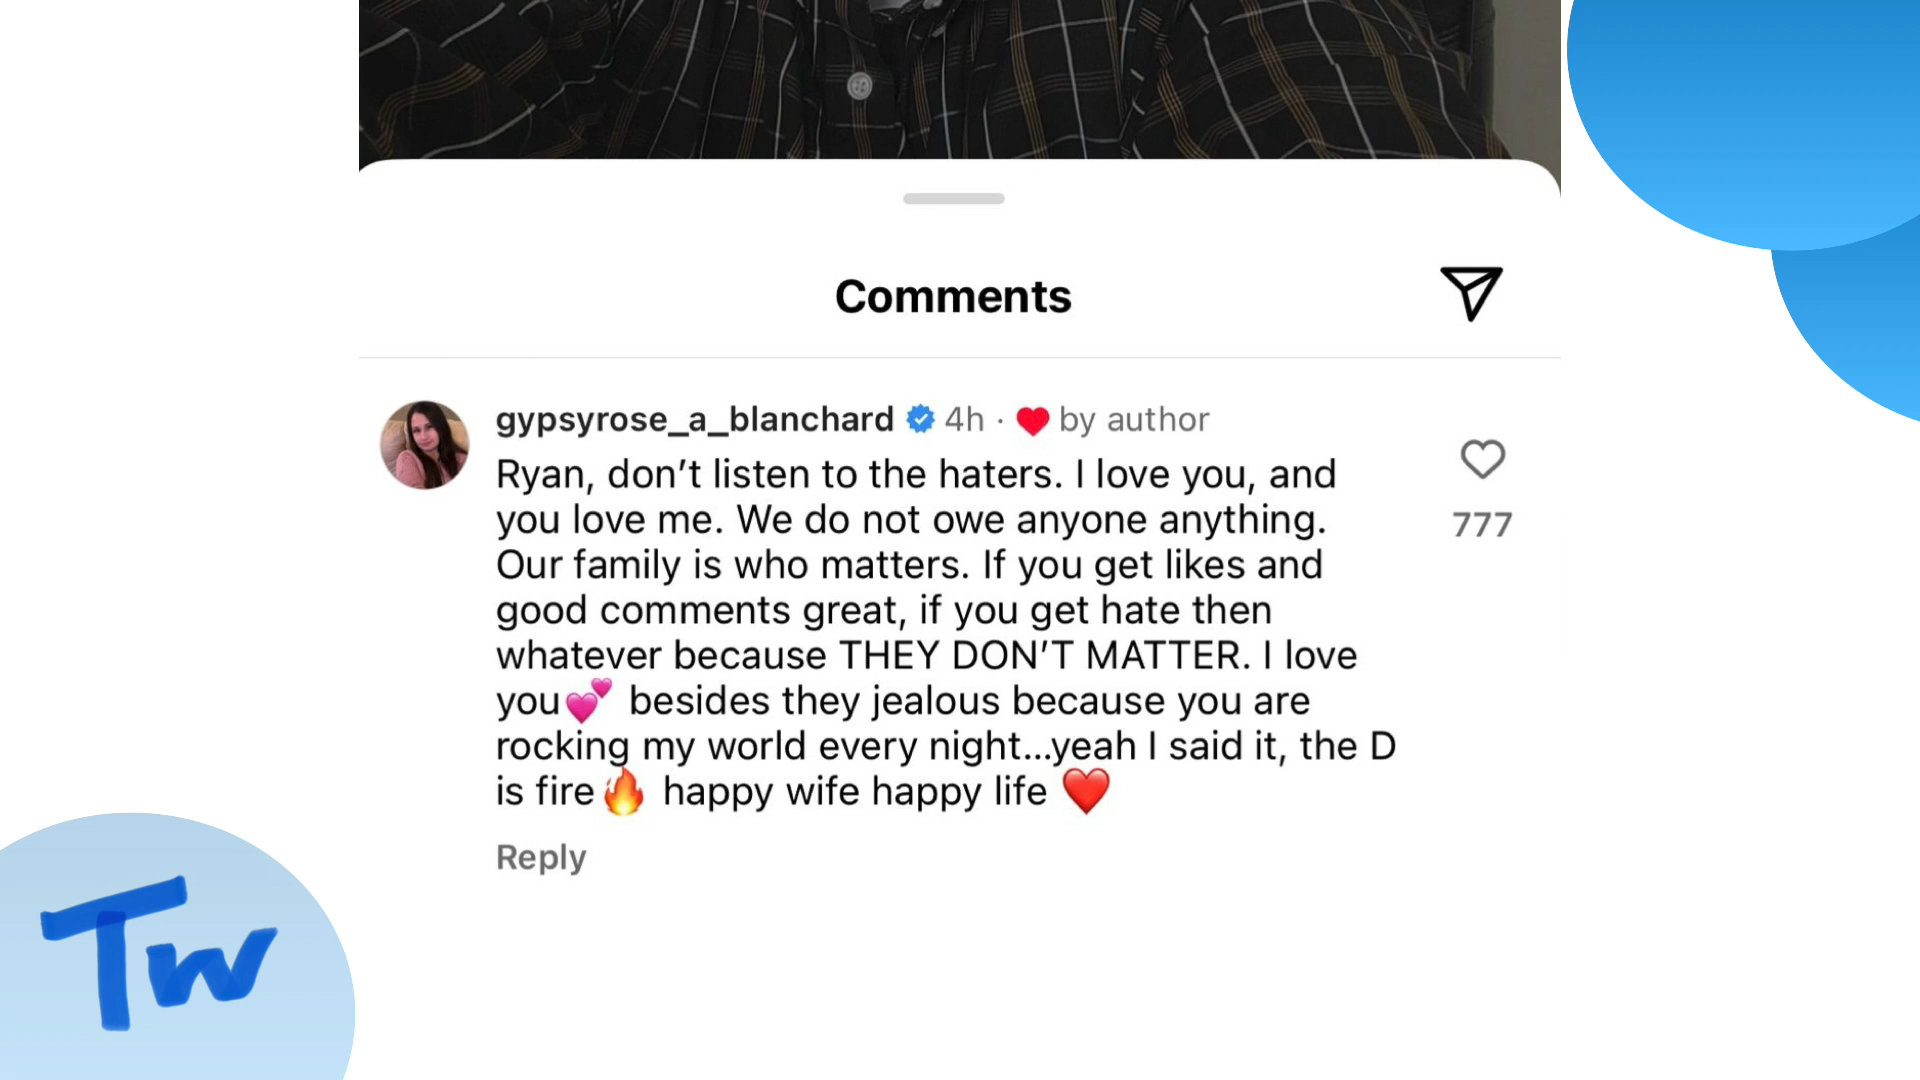 Comments
gypsyrose_a_blanchard 4h · ❤️ by author
Ryan, don’t listen to the haters. I love you, and
you love me. We do not owe anyone anything.
Our family is who matters. If you get likes and
good comments great, if you get hate then
whatever because THEY DON’T MATTER. I love
you💕 besides they jealous because you are
rocking my world every night...yeah I said it, the D
is fire🔥 happy wife happy life ❤️
777
Reply
Tw